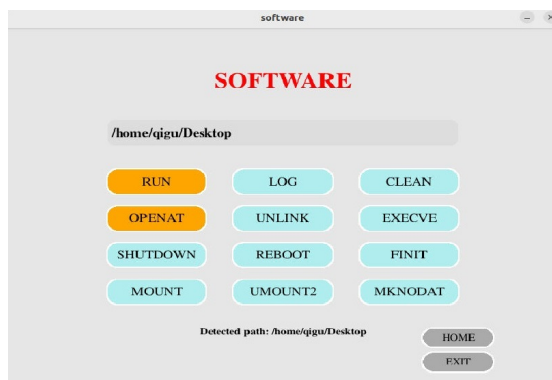 software
SOFTWARE
/home/qigu/Desktop
RUN LOG CLEAN
OPENAT UNLINK EXECVE
SHUTDOWN REBOOT FINIT
MOUNT UMOUNT2 MKNODAT
Detected path: /home/qigu/Desktop
HOME
EXIT